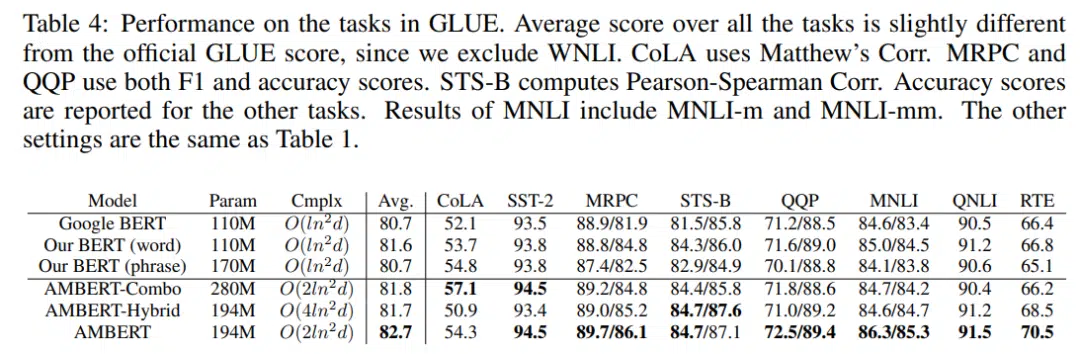 Table 4: Performance on the tasks in GLUE. Average score over all the tasks is slightly different
from the official GLUE score, since we exclude WNLI. CoLA uses Matthew's Corr. MRPC and
QQP use both F1 and accuracy scores. STS-B computes Pearson-Spearman Corr. Accuracy scores
are reported for the other tasks. Results of MNLI include MNLI-m and MNLI-mm. The other
settings are the same as Table 1.
Model Param Cmplx Avg. CoLA SST-2 MRPC STS-B QQP MNLI QNLI RTE
Google BERT 110M O(ln²d) 80.7 52.1 93.5 88.9/81.9 81.5/85.8 71.2/88.5 84.6/83.4 90.5 66.4
Our BERT (word) 110M O(ln²d) 81.6 53.7 93.8 88.8/84.8 84.3/86.0 71.6/89.0 85.0/84.5 91.2 66.8
Our BERT (phrase) 170M O(ln²d) 80.7 54.8 93.8 87.4/82.5 82.9/84.9 70.1/88.8 84.1/83.8 90.6 65.1
AMBERT-Combo 280M O(2ln²d) 81.8 57.1 94.5 89.2/84.8 84.4/85.8 71.8/88.6 84.7/84.2 90.4 66.2
AMBERT-Hybrid 194M O(4ln²d) 81.7 50.9 93.4 89.0/85.2 84.7/87.6 71.0/89.2 84.6/84.7 91.2 68.5
AMBERT 194M O(2ln²d) 82.7 54.3 94.5 89.7/86.1 84.7/87.1 72.5/89.4 86.3/85.3 91.5 70.5